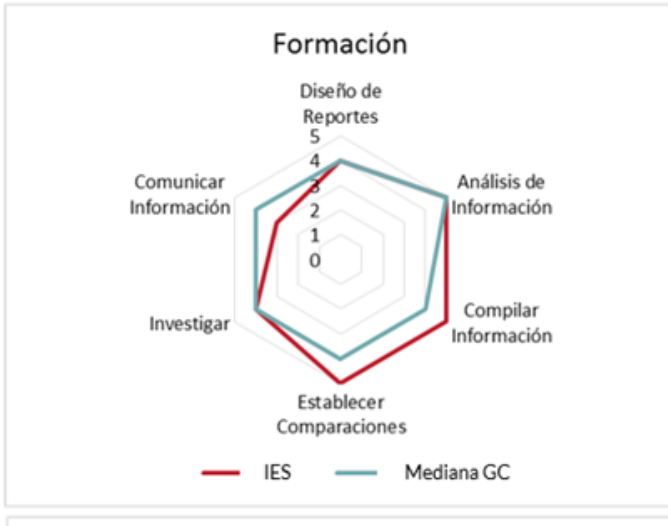 Formación
Diseño de
Reportes
5
4
3
2
1
0
Comunicar
Información
Análisis de
Información
Investigar
Compilar
Información
Establecer
Comparaciones
IES
Mediana GC